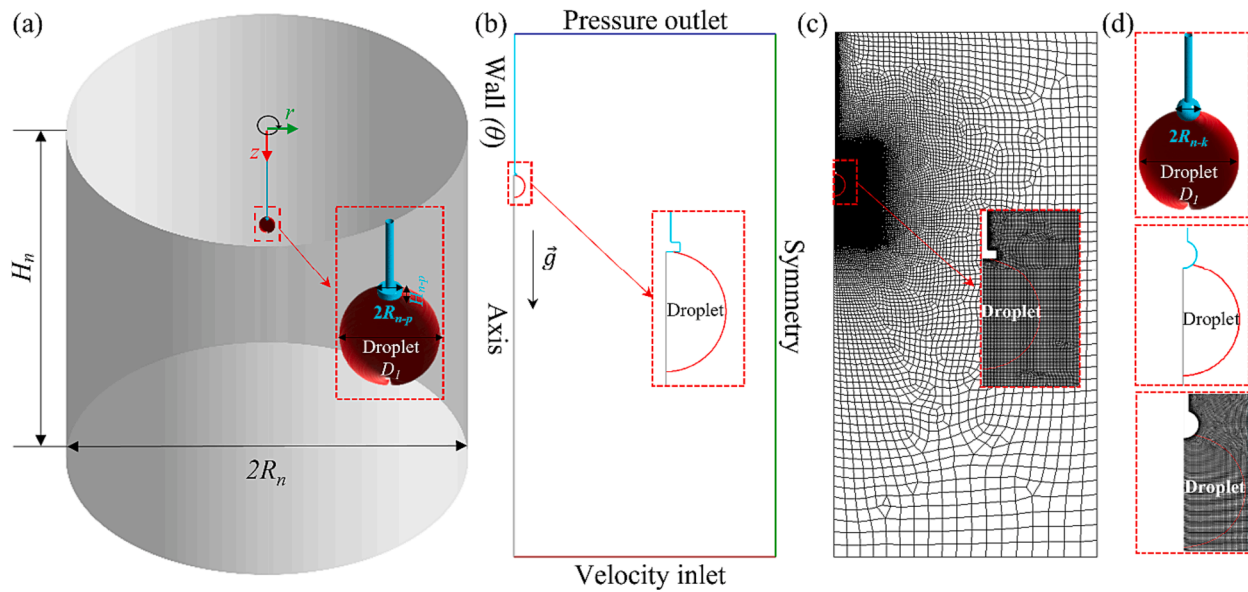 (a)
r
z
H_n
2R_n
H_{n-p}
2R_{n-p}
Droplet
D_1
(b)
Pressure outlet
Wall (θ)
Axis
\vec{g}
Droplet
Symmetry
Velocity inlet
(c)
Droplet
(d)
2R_{n-k}
Droplet
D_1
Droplet
Droplet